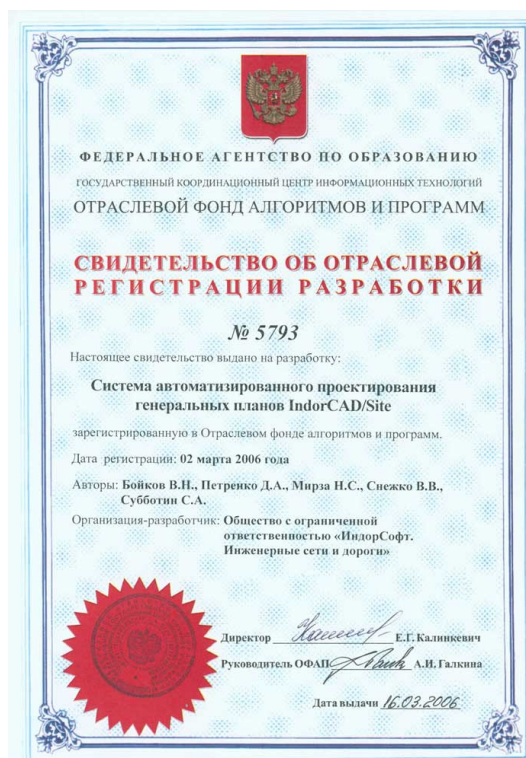 ФЕДЕРАЛЬНОЕ АГЕНТСТВО ПО ОБРАЗОВАНИЮ
ГОСУДАРСТВЕННЫЙ КООРДИНАЦИОННЫЙ ЦЕНТР ИНФОРМАЦИОННЫХ ТЕХНОЛОГИЙ
ОТРАСЛЕВОЙ ФОНД АЛГОРИТМОВ И ПРОГРАММ
СВИДЕТЕЛЬСТВО ОБ ОТРАСЛЕВОЙ
РЕГИСТРАЦИИ РАЗРАБОТКИ
№ 5793
Настоящее свидетельство выдано на разработку:
Система автоматизированного проектирования
генеральных планов IndorCAD/Site
зарегистрированную в Отраслевом фонде алгоритмов и программ.
Дата регистрации: 02 марта 2006 года
Авторы: Бойков В.Н., Петренко Д.А., Мирза Н.С., Снежко В.В.,
Субботин С.А.
Организация-разработчик: Общество с ограниченной
ответственностью «ИндорСофт.
Инженерные сети и дороги»
Директор Е.Г. Калинкевич
Руководитель ОФАП А.И. Галкина
Дата выдачи 16.03.2006